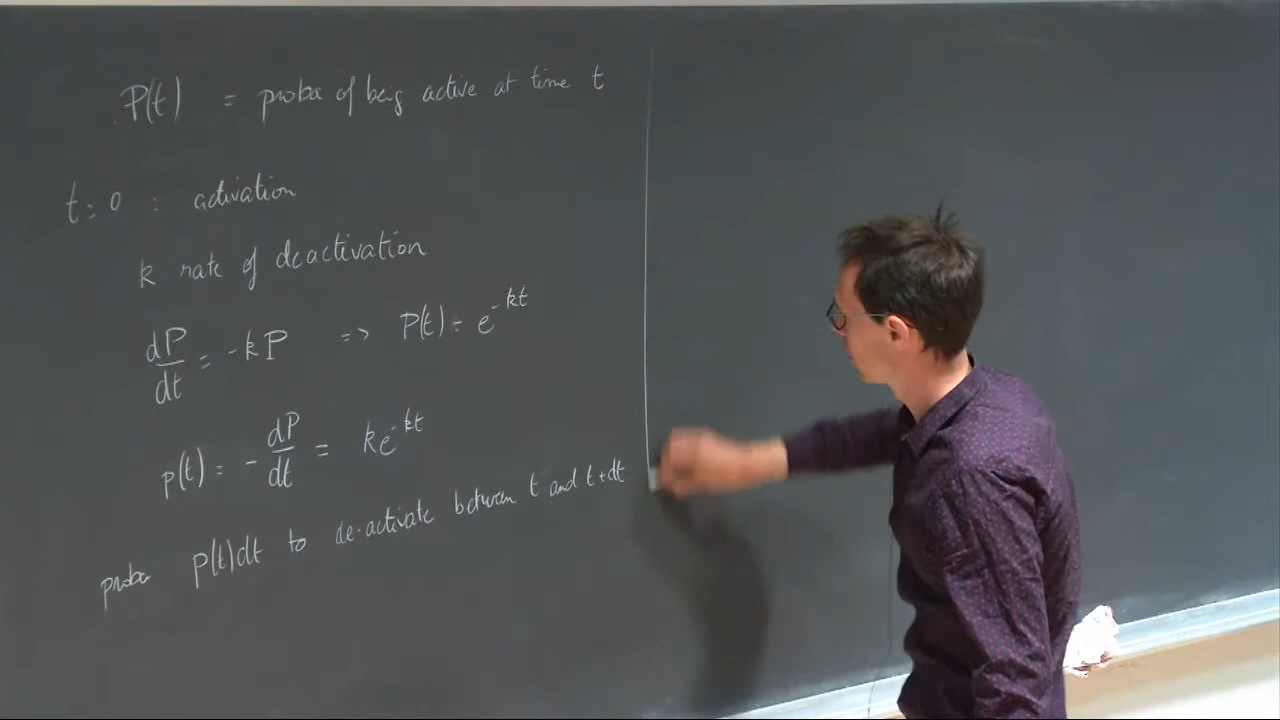 P(t) = proba of being active at time t
t=0 : activation
k rate of deactivation
dP/dt = -kP => P(t) = e^{-kt}
p(t) = -dP/dt = ke^{-kt}
proba p(t)dt to de-activate between t and t+dt